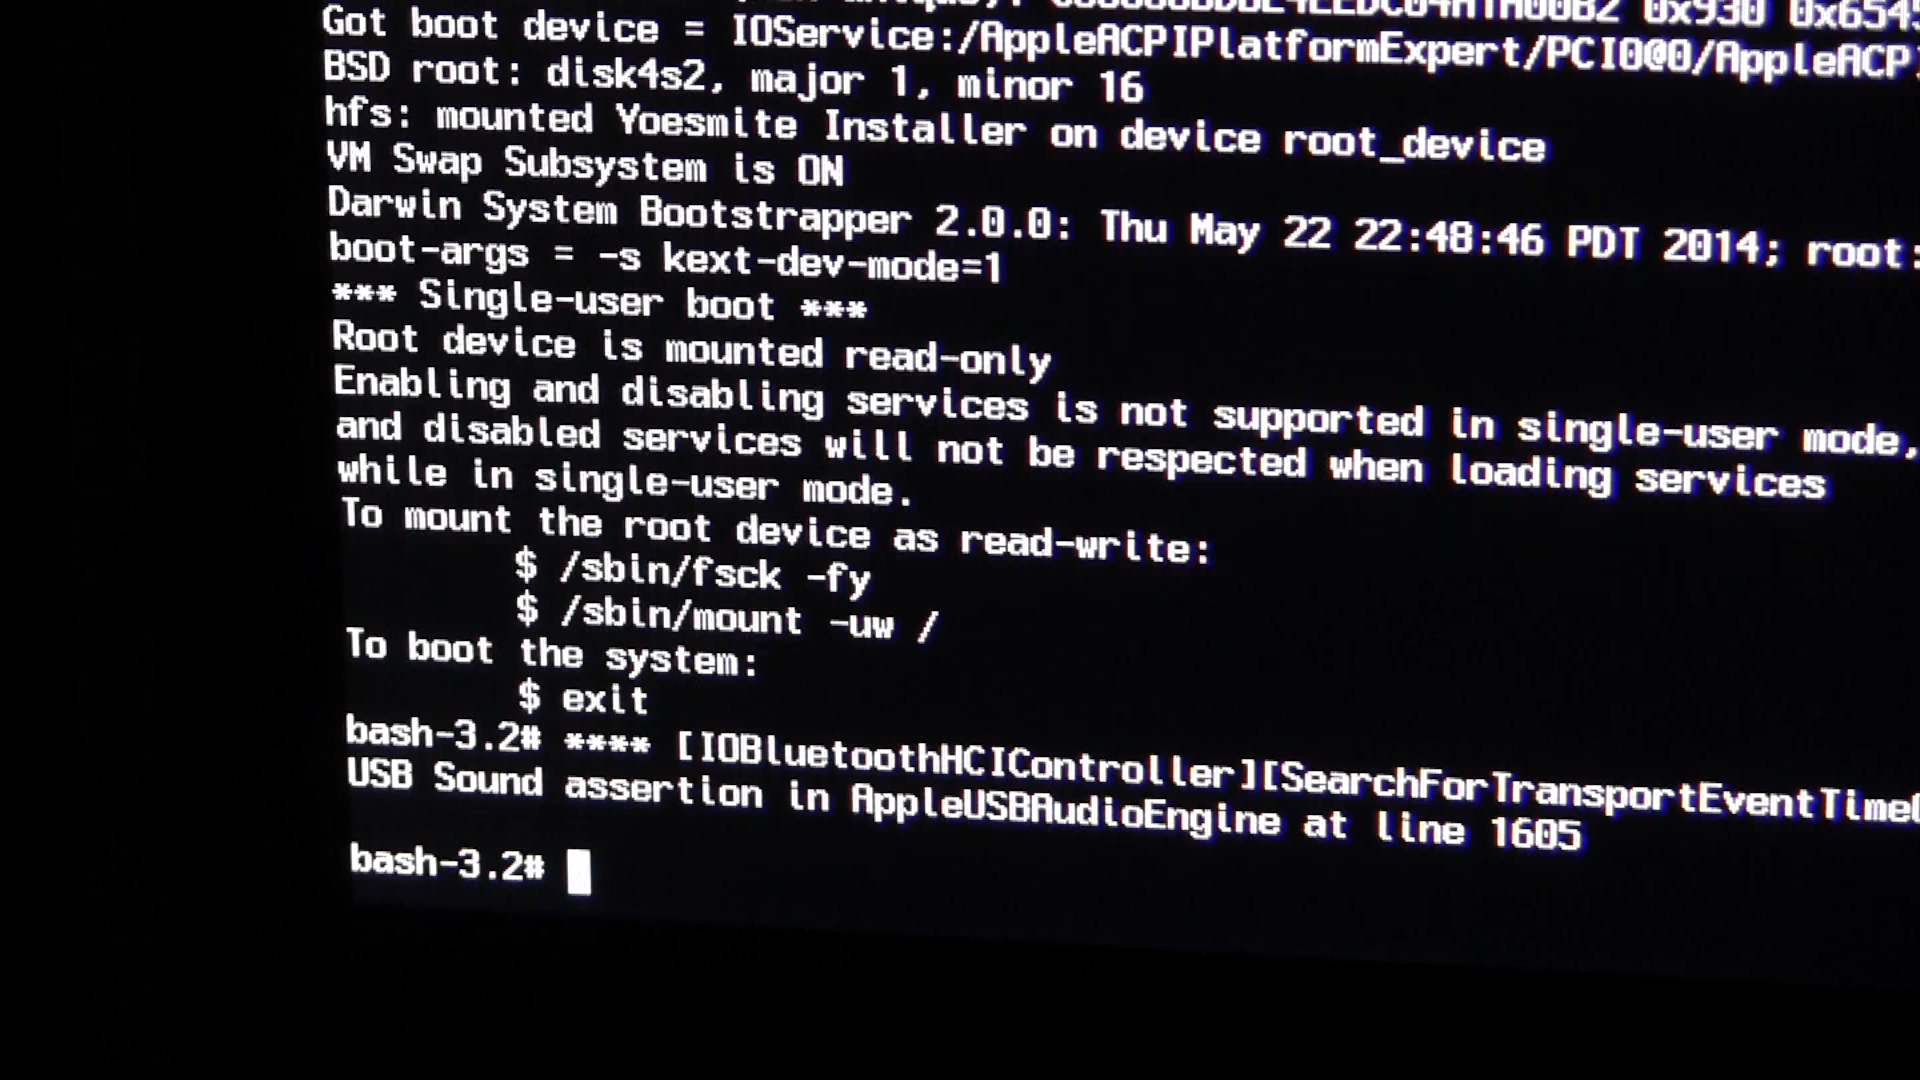 0x930 0x654
Got boot device = IOService:/AppleACPIPlatformExpert/PCI0@0/AppleACP
BSD root: disk4s2, major 1, minor 16
hfs: mounted Yoesmite Installer on device root_device
VM Swap Subsystem is ON
Darwin System Bootstrapper 2.0.0: Thu May 22 22:48:46 PDT 2014; root:
boot-args = -s kext-dev-mode=1
*** Single-user boot ***
Root device is mounted read-only
Enabling and disabling services is not supported in single-user mode,
and disabled services will not be respected when loading services
while in single-user mode.
To mount the root device as read-write:
$ /sbin/fsck -fy
$ /sbin/mount -uw /
To boot the system:
$ exit
bash-3.2# **** [IOBluetoothHCIController][SearchForTransportEventTime
USB Sound assertion in AppleUSBAudioEngine at line 1605
bash-3.2#